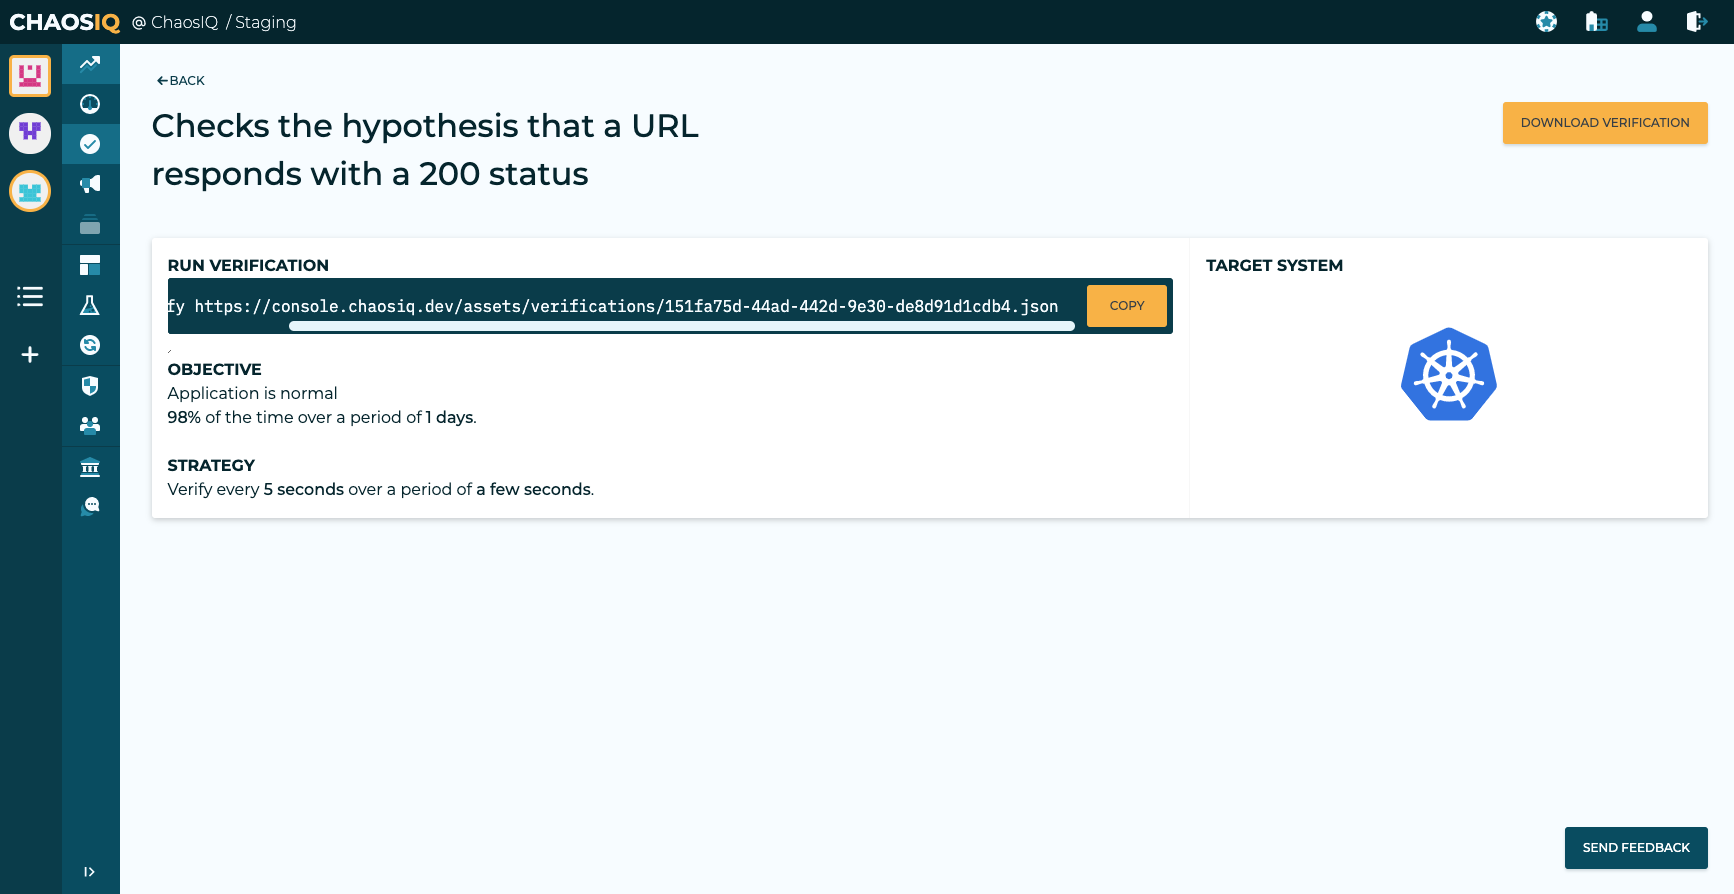 CHAOSIQ @ ChaosIQ / Staging
BACK
Checks the hypothesis that a URL
responds with a 200 status
DOWNLOAD VERIFICATION
RUN VERIFICATION
fy https://console.chaosiq.dev/assets/verifications/151fa75d-44ad-442d-9e30-de8d91d1cdb4.json
COPY
OBJECTIVE
Application is normal
98% of the time over a period of 1 days.
STRATEGY
Verify every 5 seconds over a period of a few seconds.
TARGET SYSTEM
SEND FEEDBACK